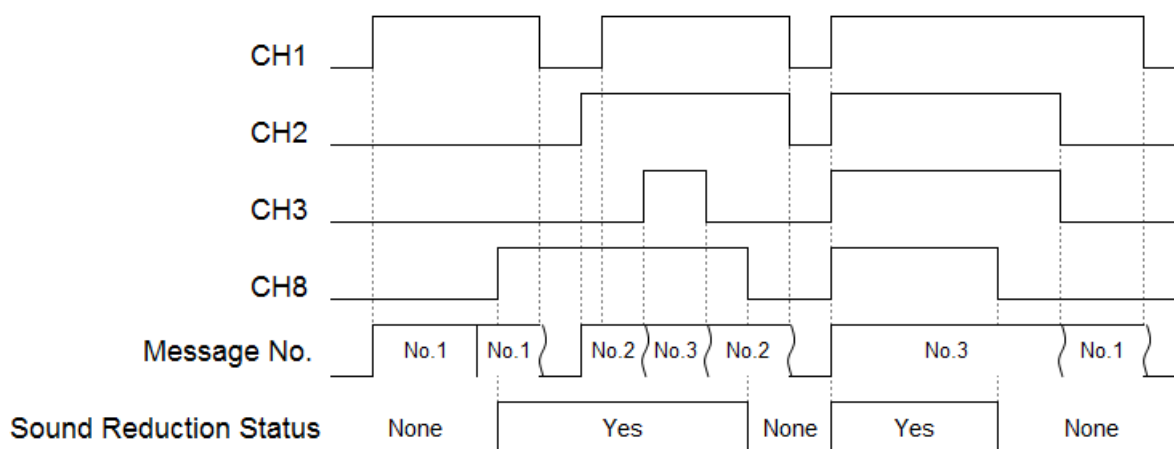 CH1
CH2
CH3
CH8
Message No. No.1 No.1 No.2 No.3 No.2 No.3 No.1
Sound Reduction Status None Yes None Yes None